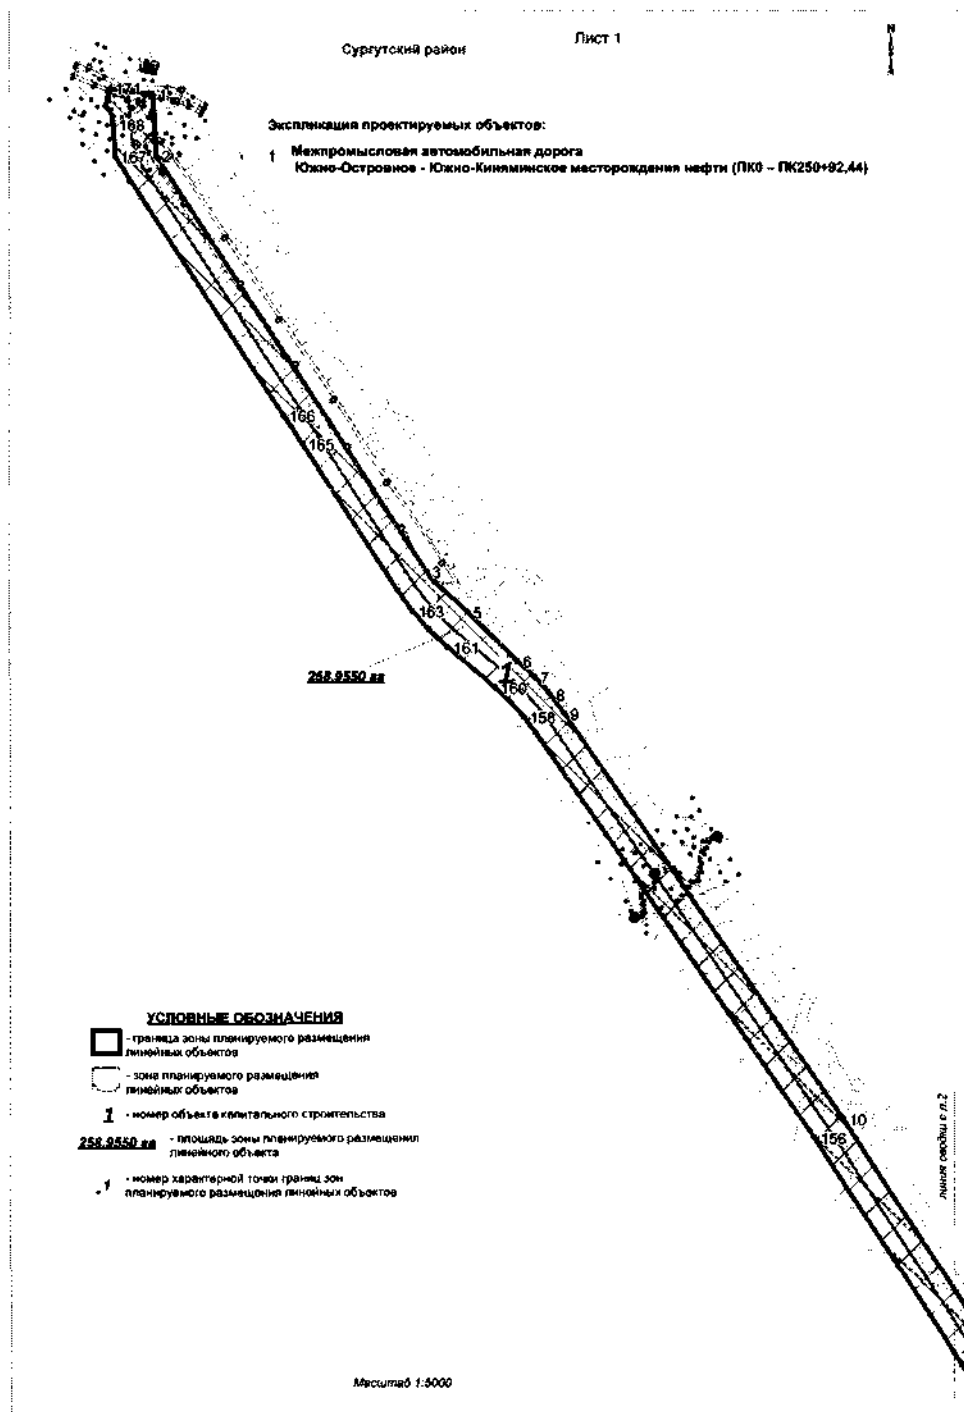 Лист 1
Сургутский район
N
171
1
168
167
2
Экспликация проектируемых объектов:
1 Межпромысловая автомобильная дорога
Южно-Островное - Южно-Киняминское месторождения нефти (ПК0 – ПК250+92,44)
166
165
3
163
5
161
6
1
7
160
8
158
9
258.9550 га
УСЛОВНЫЕ ОБОЗНАЧЕНИЯ
- граница зоны планируемого размещения
линейных объектов
- зона планируемого размещения
линейных объектов
1 - номер объекта капитального строительства
258.9550 га - площадь зоны планируемого размещения
линейного объекта
.1 - номер характерной точки границ зон
планируемого размещения линейных объектов
10
156
линия сводки с л.2
Масштаб 1:5000